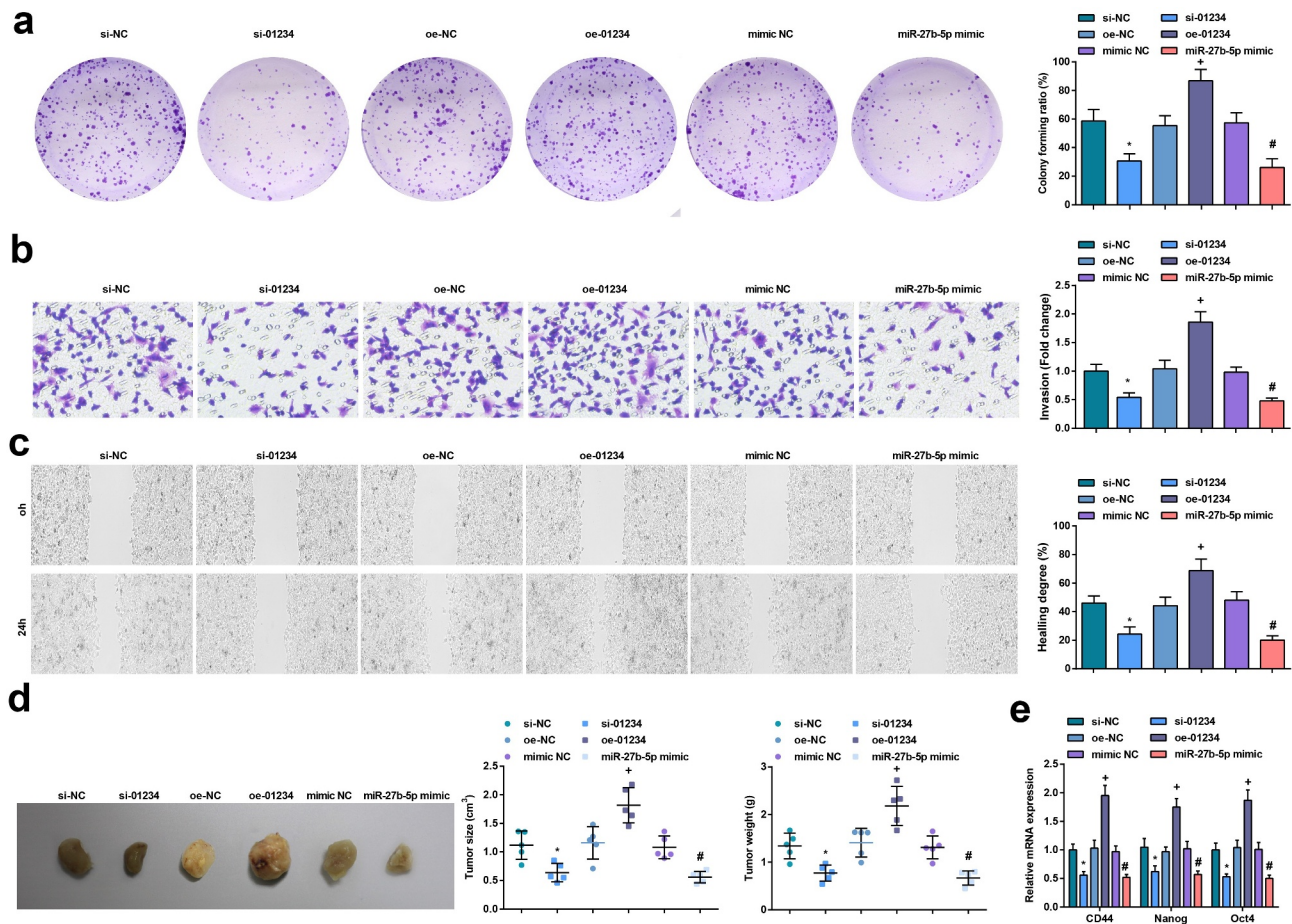 a
si-NC si-01234 oe-NC oe-01234 mimic NC miR-27b-5p mimic
si-NC si-01234
oe-NC oe-01234
mimic NC miR-27b-5p mimic
Colony forming ratio (%)
100
80
60
40
20
0
* + #
b
si-NC si-01234 oe-NC oe-01234 mimic NC miR-27b-5p mimic
si-NC si-01234
oe-NC oe-01234
mimic NC miR-27b-5p mimic
Invasion (Fold change)
2.5
2.0
1.5
1.0
0.5
0.0
* + #
c
si-NC si-01234 oe-NC oe-01234 mimic NC miR-27b-5p mimic
oh
24h
si-NC si-01234
oe-NC oe-01234
mimic NC miR-27b-5p mimic
Healling degree (%)
100
80
60
40
20
0
* + #
d
si-NC si-01234 oe-NC oe-01234 mimic NC miR-27b-5p mimic
si-NC si-01234
oe-NC oe-01234
mimic NC miR-27b-5p mimic
Tumor size (cm3)
2.5
2.0
1.5
1.0
0.5
0.0
* + #
si-NC si-01234
oe-NC oe-01234
mimic NC miR-27b-5p mimic
Tumor weight (g)
3
2
1
0
* + #
e
si-NC si-01234
oe-NC oe-01234
mimic NC miR-27b-5p mimic
Relative mRNA expression
2.5
2.0
1.5
1.0
0.5
0.0
* + # * + # * + #
CD44 Nanog Oct4